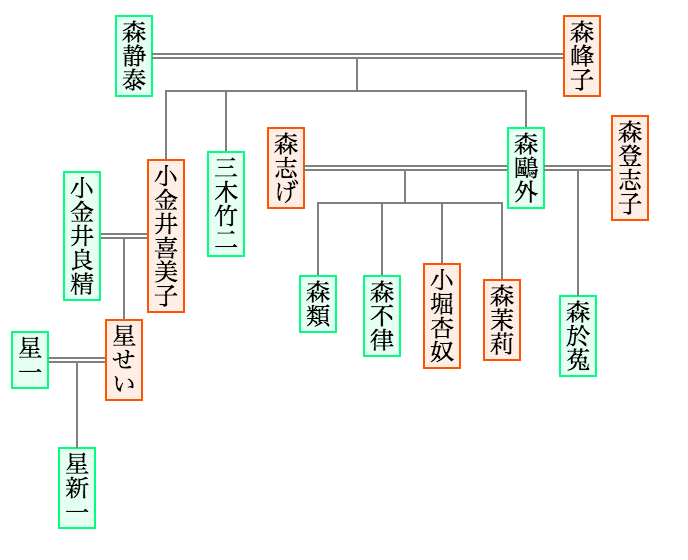 森静泰
森峰子
森志げ
森鷗外
森登志子
三木竹二
小金井喜美子
小金井良精
森類
森不律
小堀杏奴
森茉莉
森於菟
星せい
星一
星新一